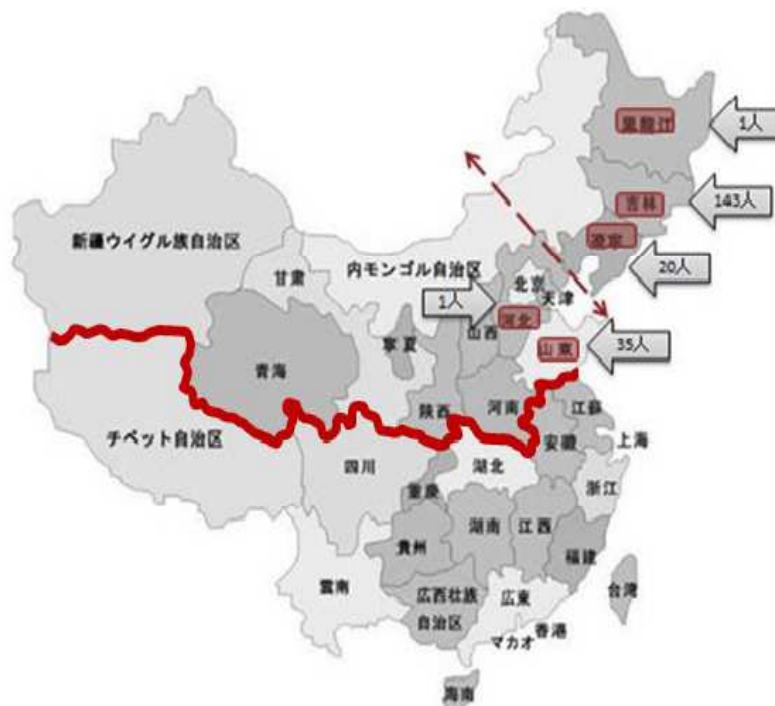 黒龍江
1人
吉林
143人
遼寧
20人
新疆ウイグル族自治区
内モンゴル自治区
甘粛
北京
天津
1人
河北
山西
山東
35人
寧夏
青海
陕西
河南
江蘇
チベット自治区
安徽
上海
四川
湖北
浙江
重慶
湖南
江西
貴州
福建
雲南
広西壮族
自治区
広東
台湾
香港
マカオ
海南